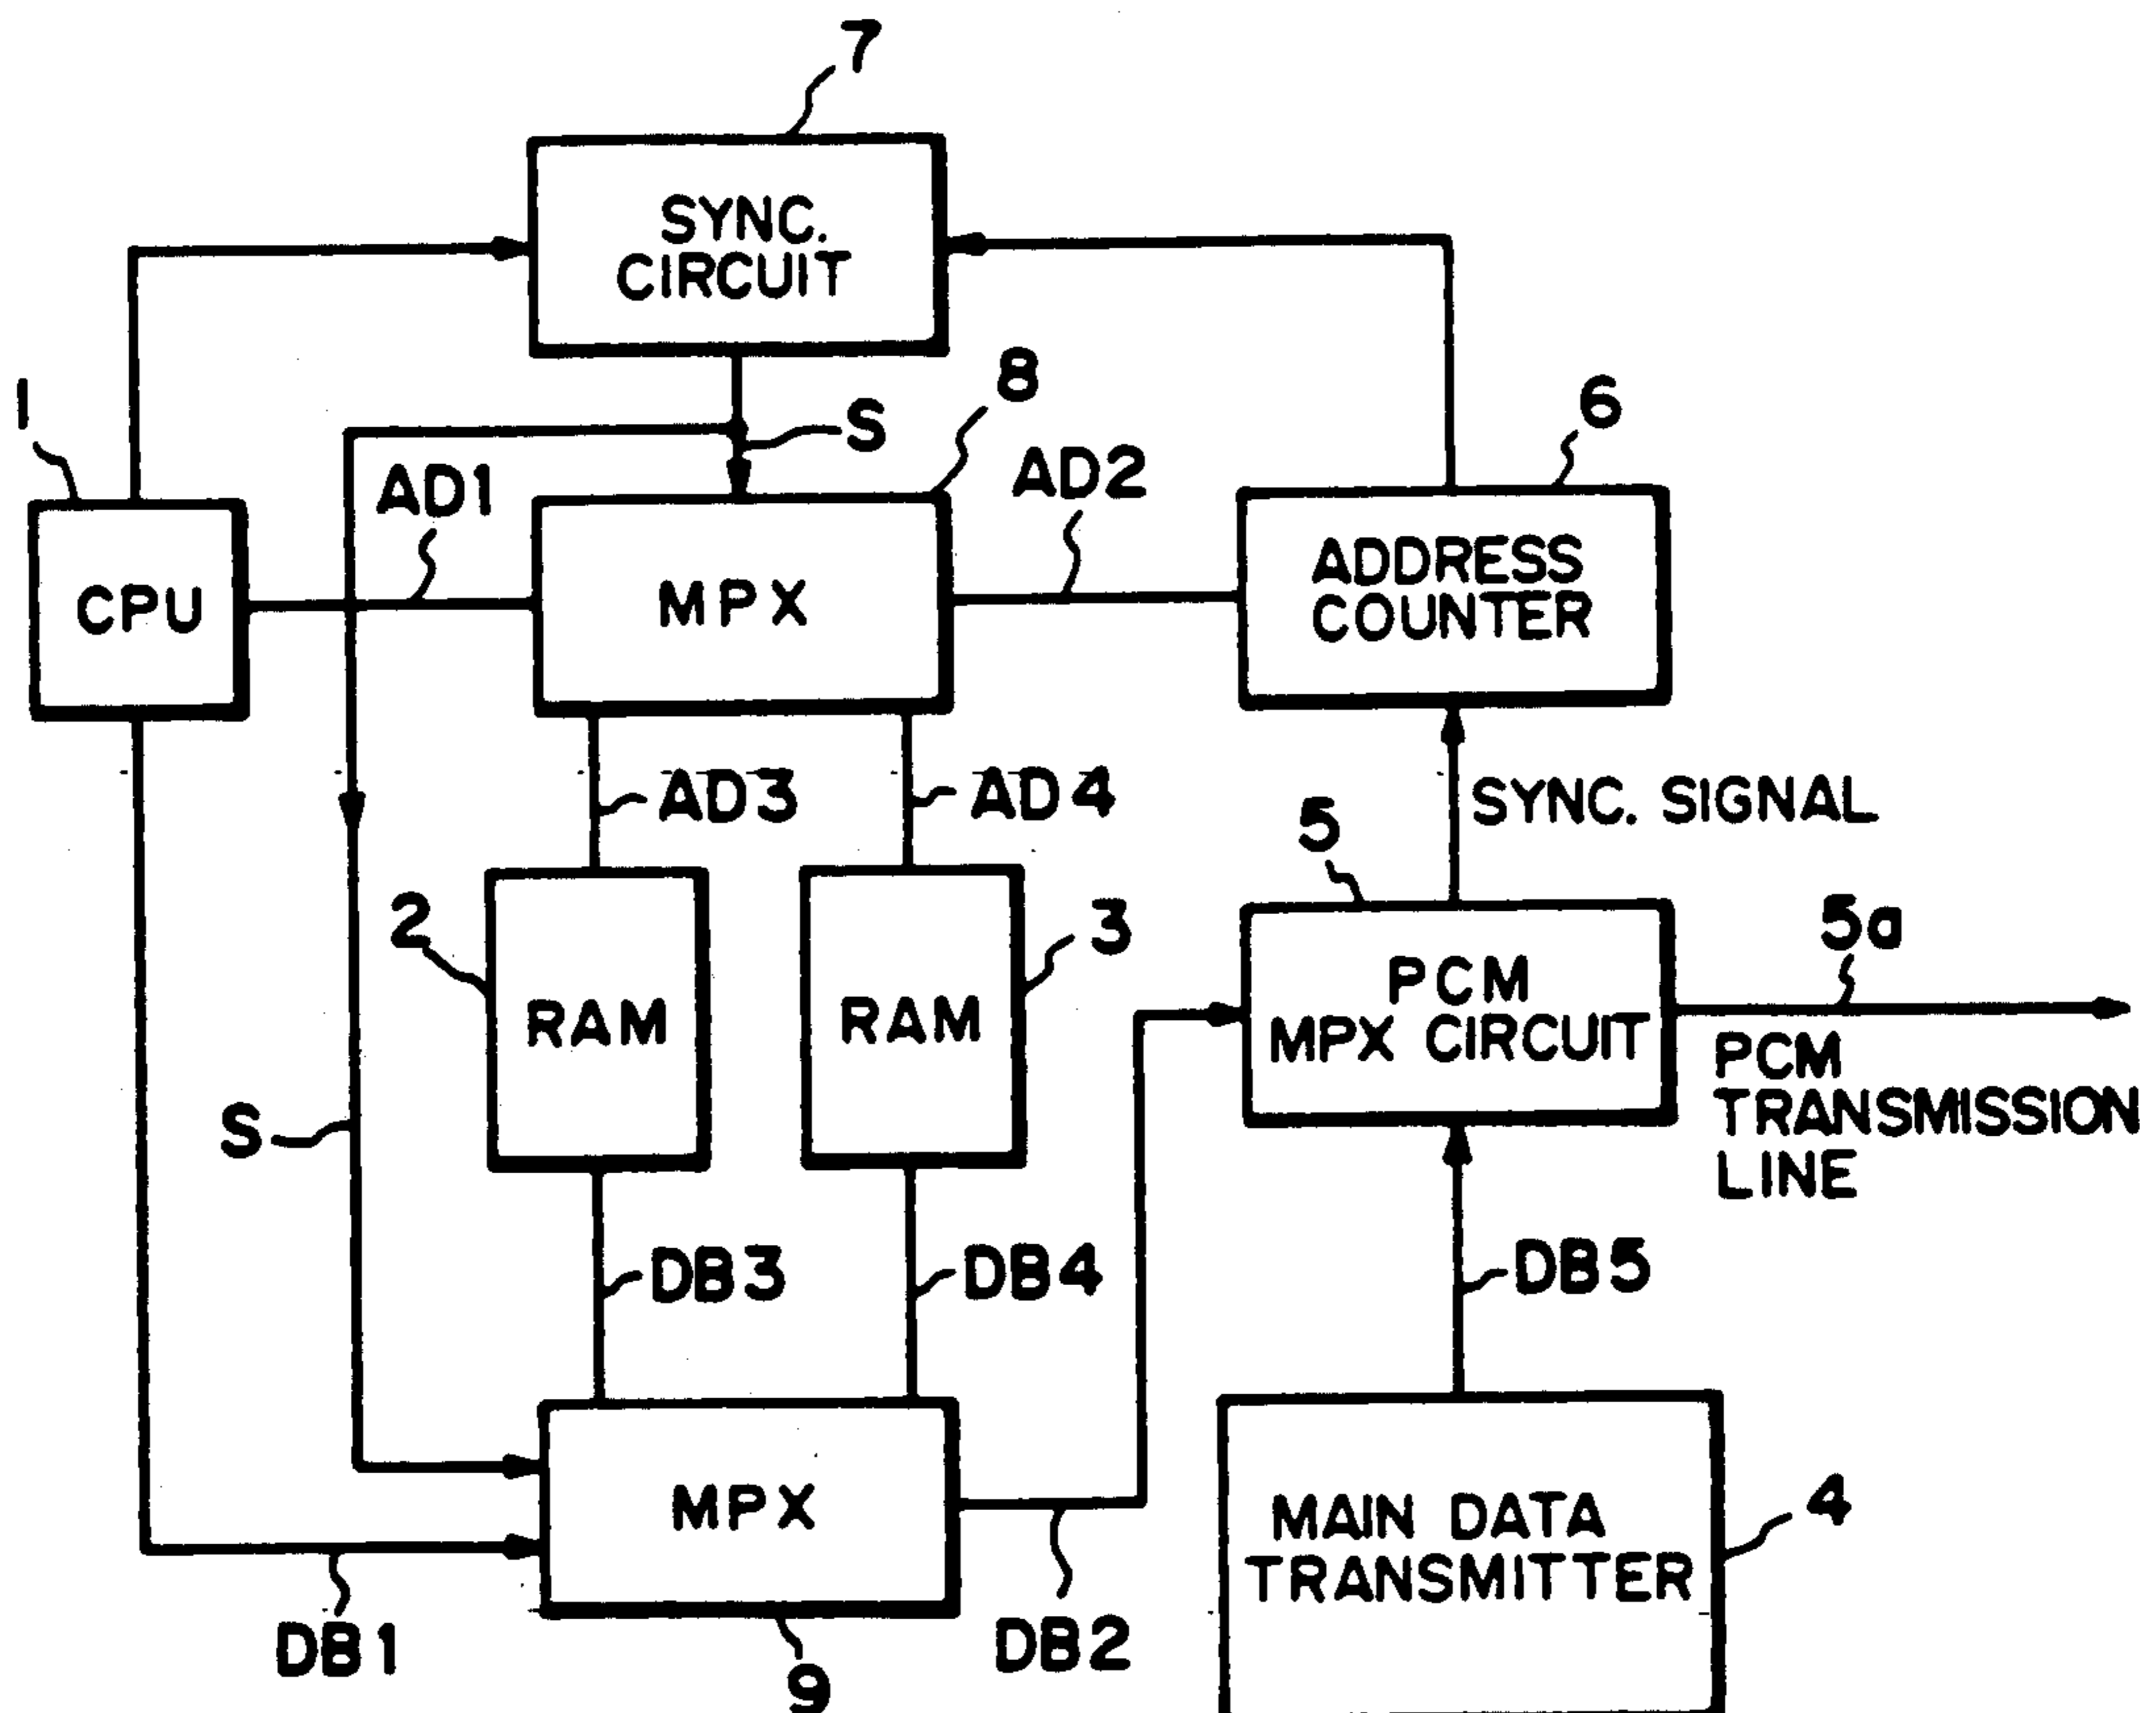 7
SYNC.
CIRCUIT
1
S
8
6
AD1
AD2
CPU
MPX
ADDRESS
COUNTER
AD3
AD4
SYNC. SIGNAL
5
2
3
5a
RAM
RAM
PCM
MPX CIRCUIT
PCM
TRANSMISSION
LINE
S
DB3
DB4
DB5
MPX
MAIN DATA
TRANSMITTER
4
DB1
DB2
9